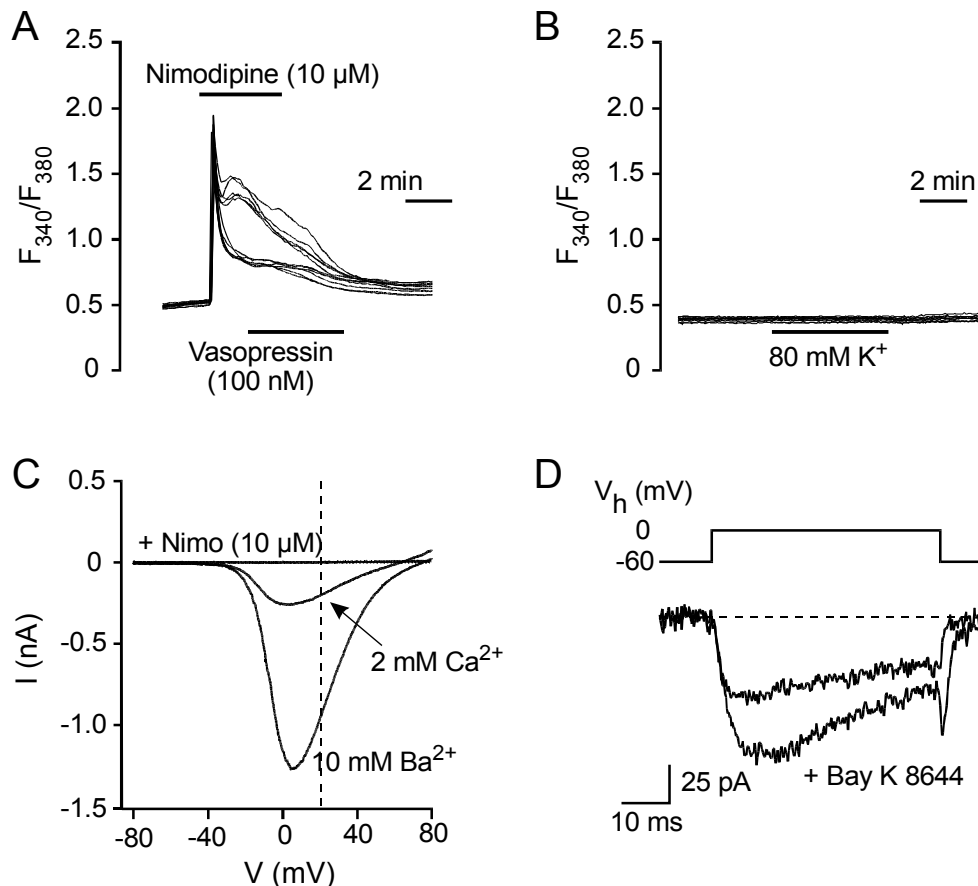 A
2.5
2.0
1.5
1.0
0.5
0
F340/F380
Nimodipine (10 µM)
2 min
Vasopressin
(100 nM)
B
2.5
2.0
1.5
1.0
0.5
0
F340/F380
2 min
80 mM K+
C
0.5
0
-0.5
-1.0
-1.5
I (nA)
+ Nimo (10 µM)
2 mM Ca2+
10 mM Ba2+
-80
-40
0
40
80
V (mV)
D
Vh (mV)
0
-60
25 pA
+ Bay K 8644
10 ms